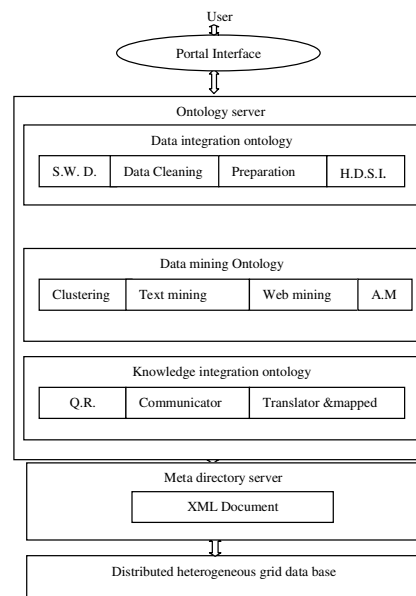 User
Portal Interface
Ontology server
Data integration ontology
S.W. D. Data Cleaning Preparation H.D.S.I.
Data mining Ontology
Clustering Text mining Web mining A.M
Knowledge integration ontology
Q.R. Communicator Translator &mapped
Meta directory server
XML Document
Distributed heterogeneous grid data base